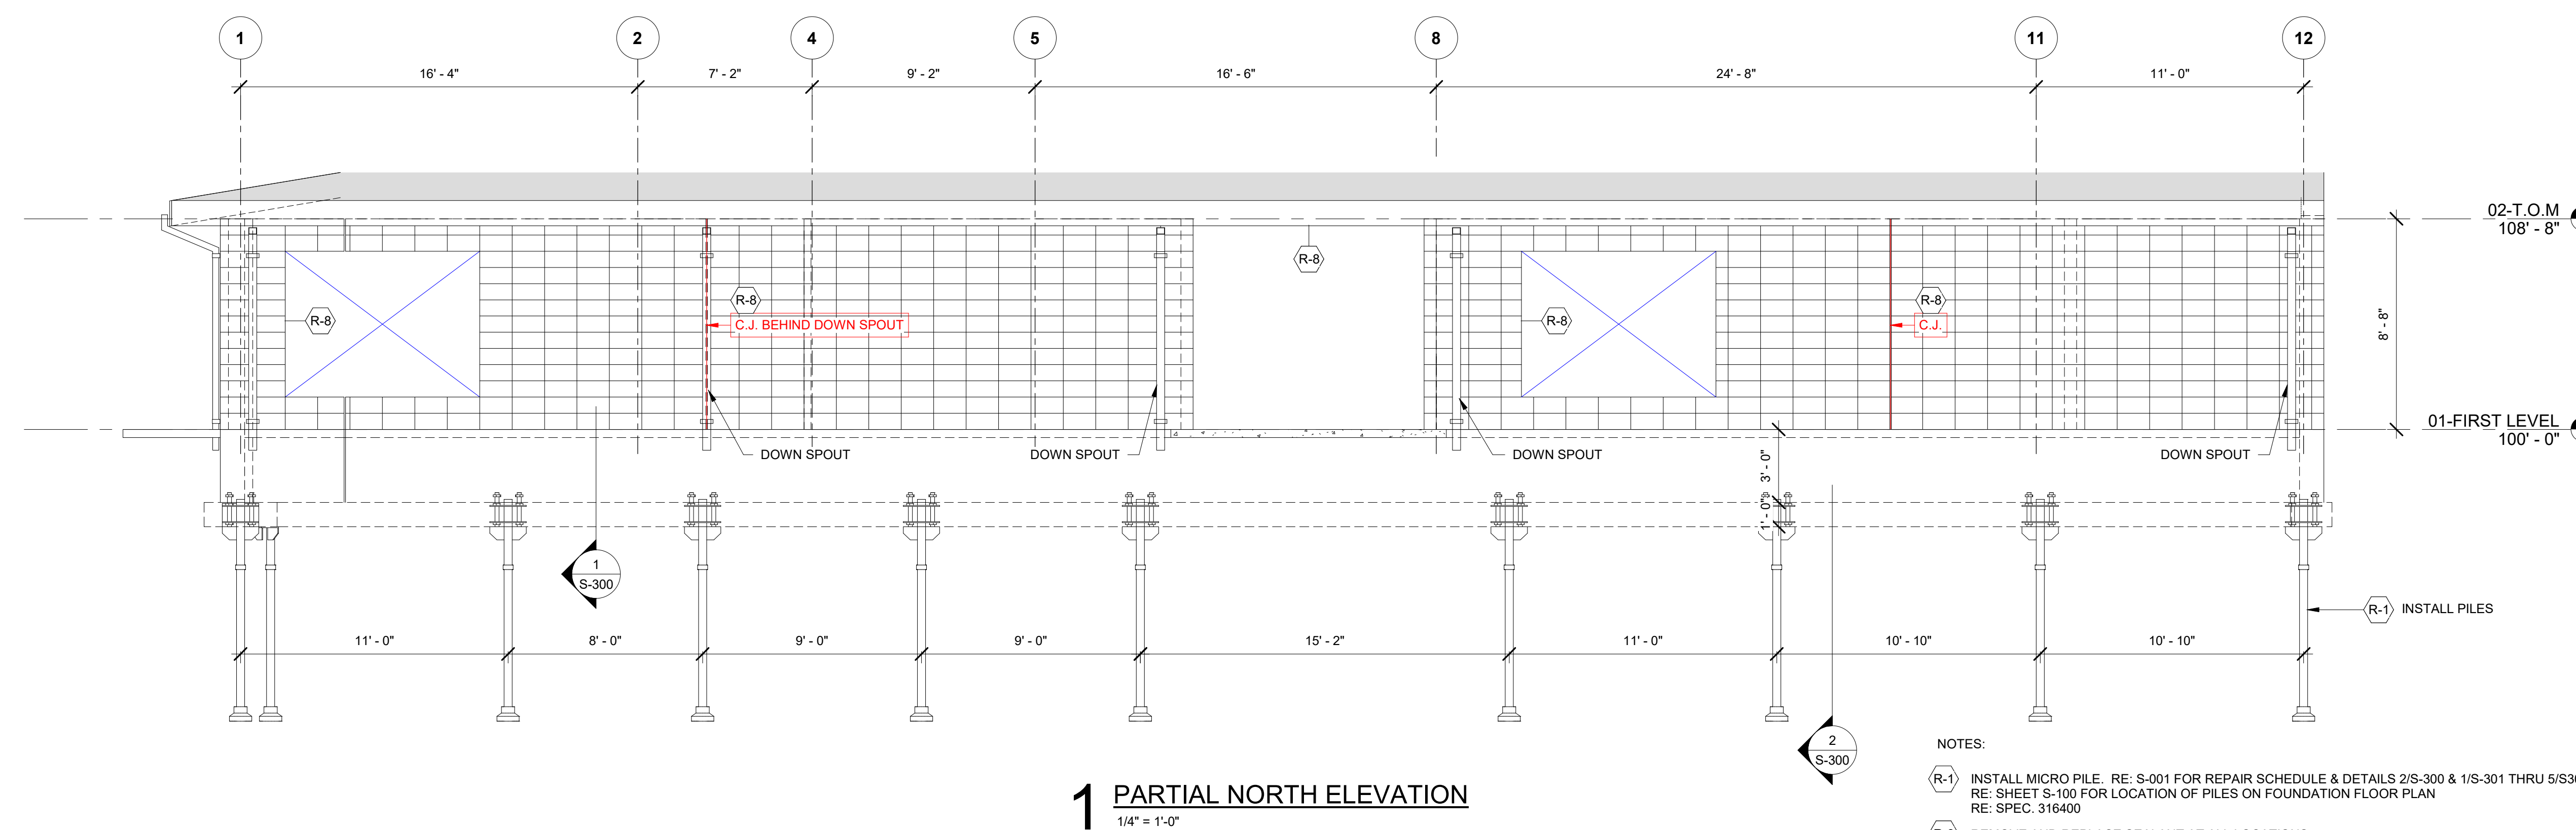 1 2 4 5 8 11 12
16' - 4" 7' - 2" 9' - 2" 16' - 6" 24' - 8" 11' - 0"
02-T.O.M
108' - 8"
R-8
R-8 R-8
R-8 R-8
C.J. BEHIND DOWN SPOUT C.J.
8' - 8"
01-FIRST LEVEL
100' - 0"
DOWN SPOUT DOWN SPOUT DOWN SPOUT DOWN SPOUT
3' - 0"
1' - 0"
1
S-300
R-1 INSTALL PILES
11' - 0" 8' - 0" 9' - 0" 9' - 0" 15' - 2" 11' - 0" 10' - 10" 10' - 10"
2
S-300
NOTES:
R-1 INSTALL MICRO PILE. RE: S-001 FOR REPAIR SCHEDULE & DETAILS 2/S-300 & 1/S-301 THRU
RE: SHEET S-100 FOR LOCATION OF PILES ON FOUNDATION FLOOR PLAN
RE: SPEC. 316400
1 PARTIAL NORTH ELEVATION
1/4" = 1'-0"